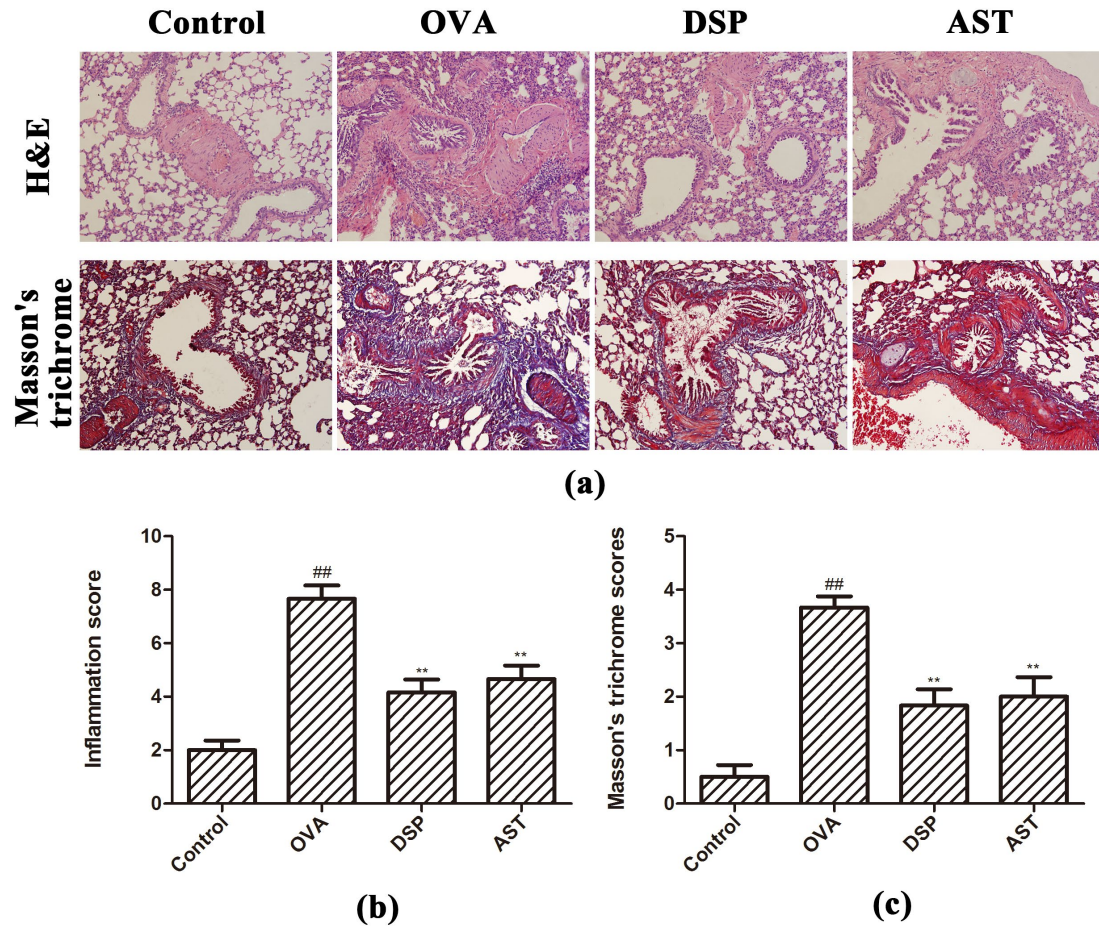 Control OVA DSP AST
H&E
Masson's
trichrome
(a)
Inflammation score
10
8
6
4
2
0
##
**
**
Control OVA DSP AST
(b)
Masson's trichrome scores
5
4
3
2
1
0
##
**
**
Control OVA DSP AST
(c)